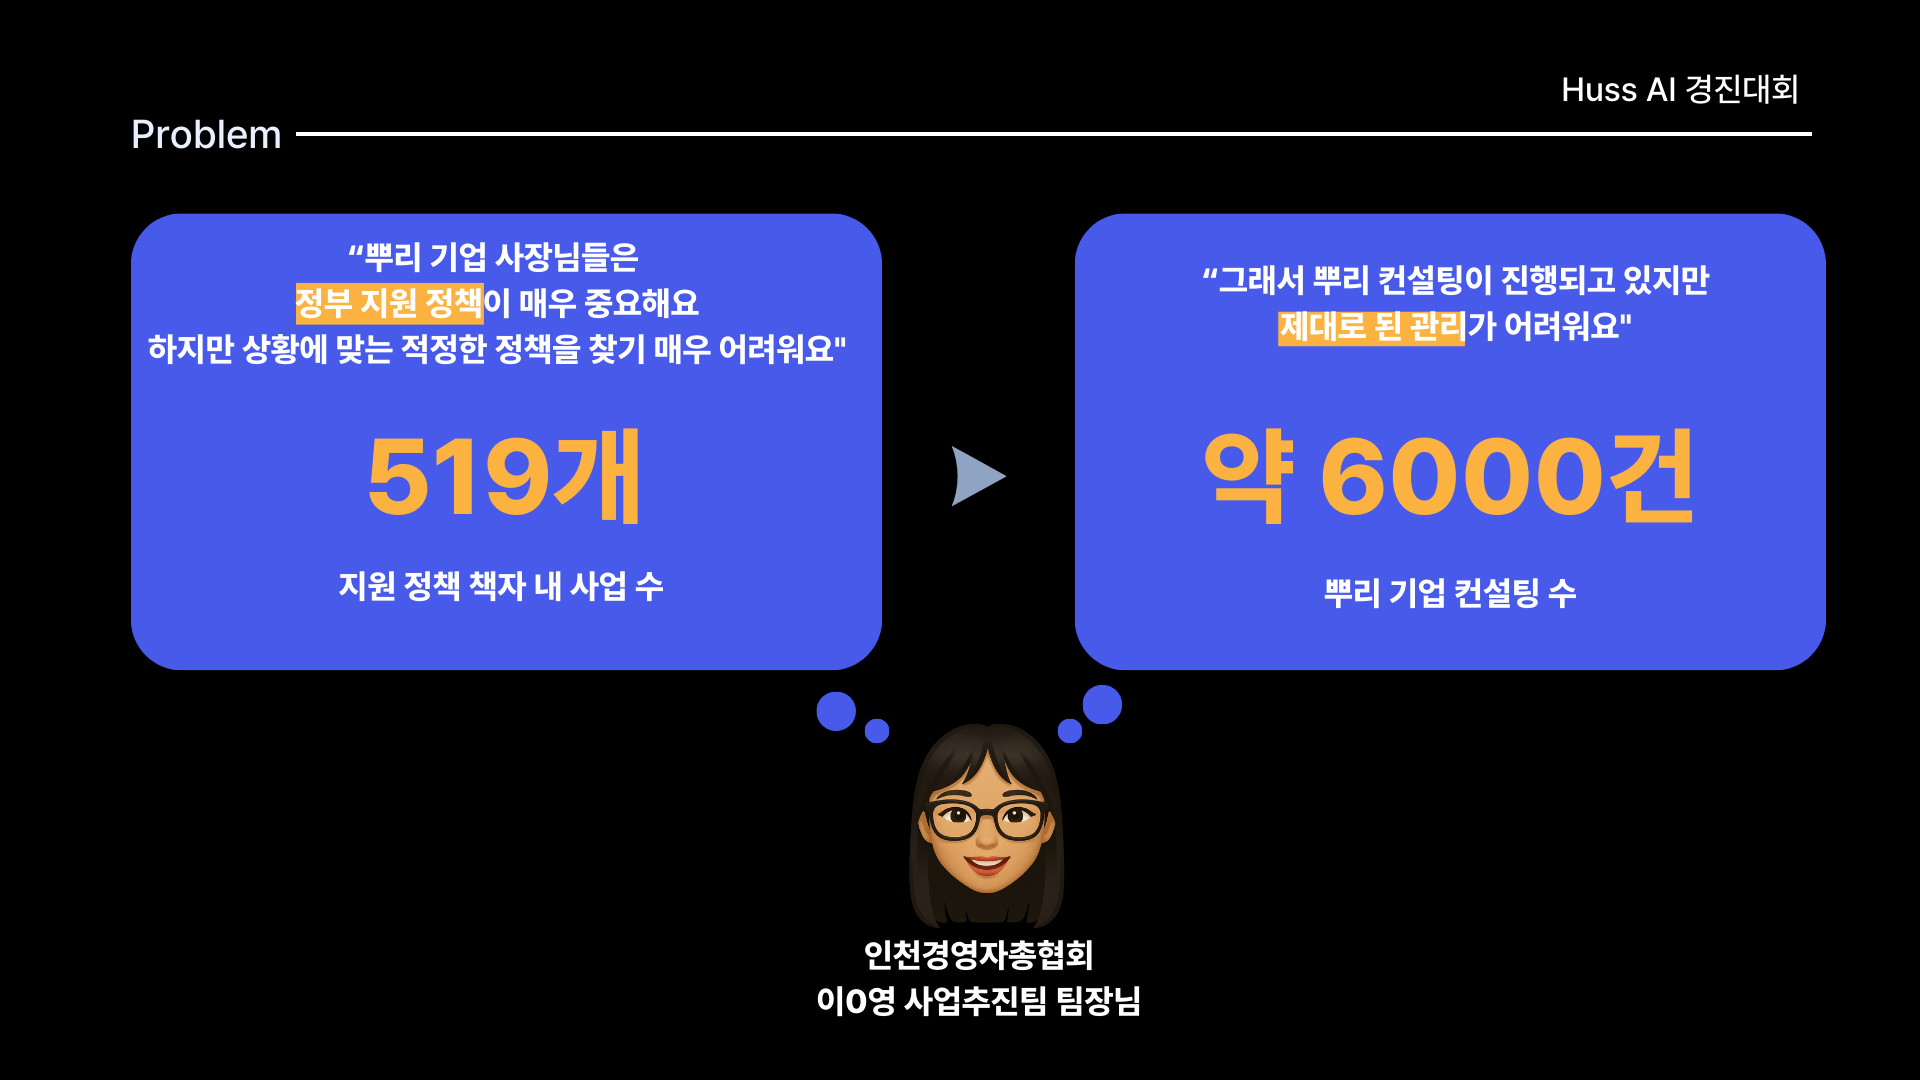 Huss AI 경진대회
Problem
“뿌리 기업 사장님들은
정부 지원 정책이 매우 중요해요
하지만 상황에 맞는 적정한 정책을 찾기 매우 어려워요"
519개
지원 정책 책자 내 사업 수
“그래서 뿌리 컨설팅이 진행되고 있지만
제대로 된 관리가 어려워요"
약 6000건
뿌리 기업 컨설팅 수
인천경영자총협회
이0영 사업추진팀 팀장님